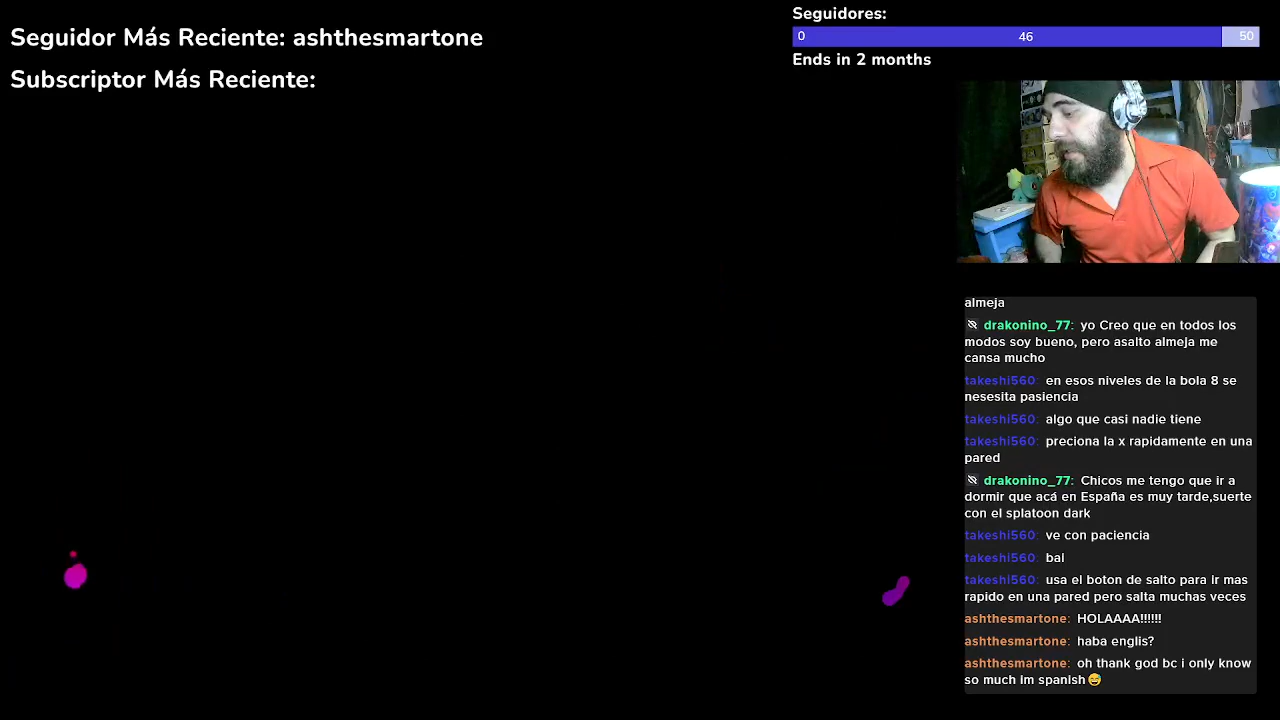 Seguidor Más Reciente: ashthesmartone
Subscriptor Más Reciente:
Seguidores:
0 46 50
Ends in 2 months
almeja
drakonino_77: yo Creo que en todos los
modos soy bueno, pero asalto almeja me
cansa mucho
takeshi560: en esos niveles de la bola 8 se
nesesita pasiencia
takeshi560: algo que casi nadie tiene
takeshi560: preciona la x rapidamente en una
pared
drakonino_77: Chicos me tengo que ir a
dormir que acá en España es muy tarde,suerte
con el splatoon dark
takeshi560: ve con paciencia
takeshi560: bal
takeshi560: usa el boton de salto para ir mas
rapido en una pared pero salta muchas veces
ashthesmartone: HOLAAAA!!!!!!
ashthesmartone: haba englis?
ashthesmartone: oh thank god bc i only know
so much lm spanish😅